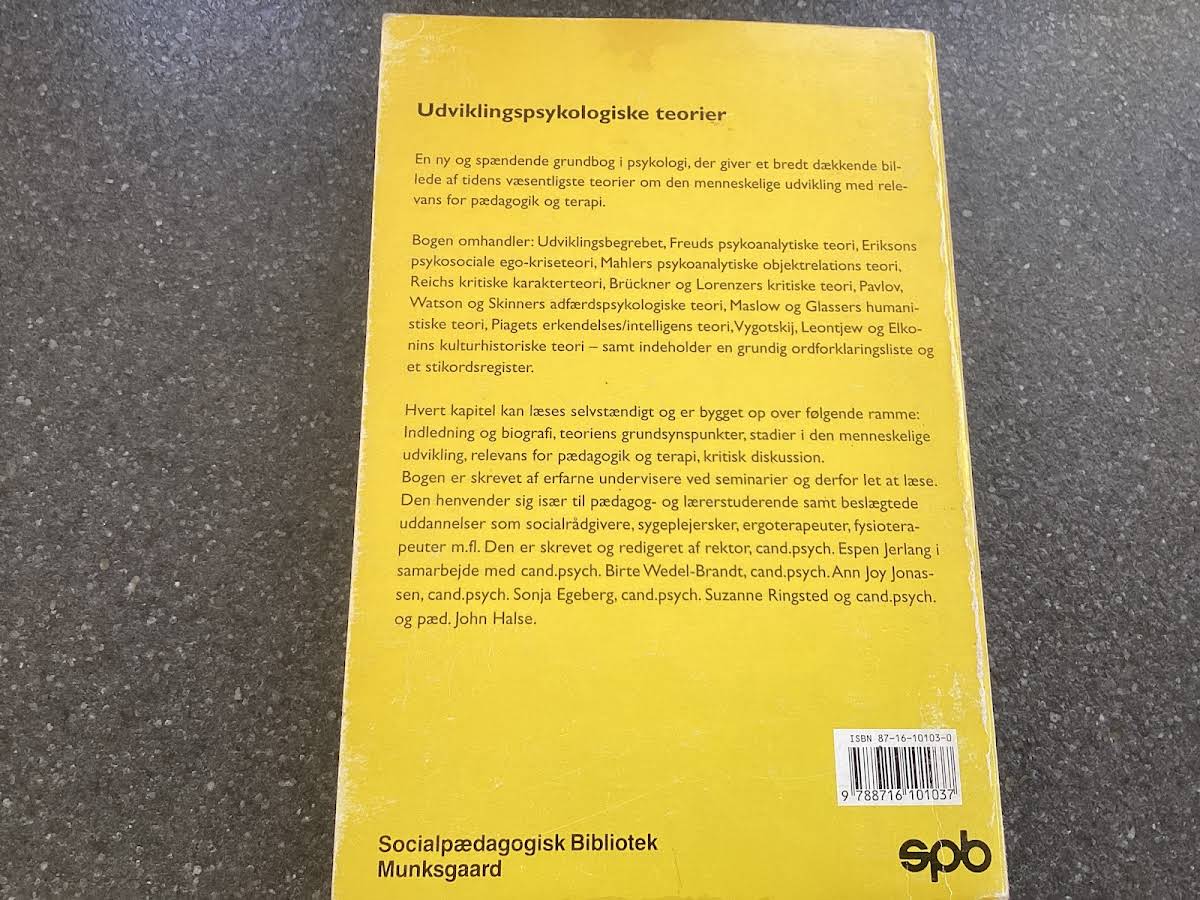 Udviklingspsykologiske teorier
En ny og spændende grundbog i psykologi, der giver et bredt dækkende bil-
lede af tidens væsentligste teorier om den menneskelige udvikling med rele-
vans for pædagogik og terapi.
Bogen omhandler: Udviklingsbegrebet, Freuds psykoanalytiske teori, Eriksons
psykosociale ego-kriseteori, Mahlers psykoanalytiske objektrelations teori,
Reichs kritiske karakterteori, Brückner og Lorenzers kritiske teori, Pavlov,
Watson og Skinners adfærdspsykologiske teori, Maslow og Glassers humani-
stiske teori, Piagets erkendelses/intelligens teori, Vygotskij, Leontjew og Elko-
nins kulturhistoriske teori – samt indeholder en grundig ordforklaringsliste og
et stikordsregister.
Hvert kapitel kan læses selvstændigt og er bygget op over følgende ramme:
Indledning og biografi, teoriens grundsynspunkter, stadier i den menneskelige
udvikling, relevans for pædagogik og terapi, kritisk diskussion.
Bogen er skrevet af erfarne undervisere ved seminarier og derfor let at læse.
Den henvender sig især til pædagog- og lærerstuderende samt beslægtede
uddannelser som socialrådgivere, sygeplejersker, ergoterapeuter, fysiotera-
peuter m.fl. Den er skrevet og redigeret af rektor, cand.psych. Espen Jerlang i
samarbejde med cand.psych. Birte Wedel-Brandt, cand.psych. Ann Joy Jonas-
sen, cand.psych. Sonja Egeberg, cand.psych. Suzanne Ringsted og cand.psych.
og pæd. John Halse.
ISBN 87-16-10103-0
9 788716 101037
Socialpædagogisk Bibliotek
Munksgaard
spb